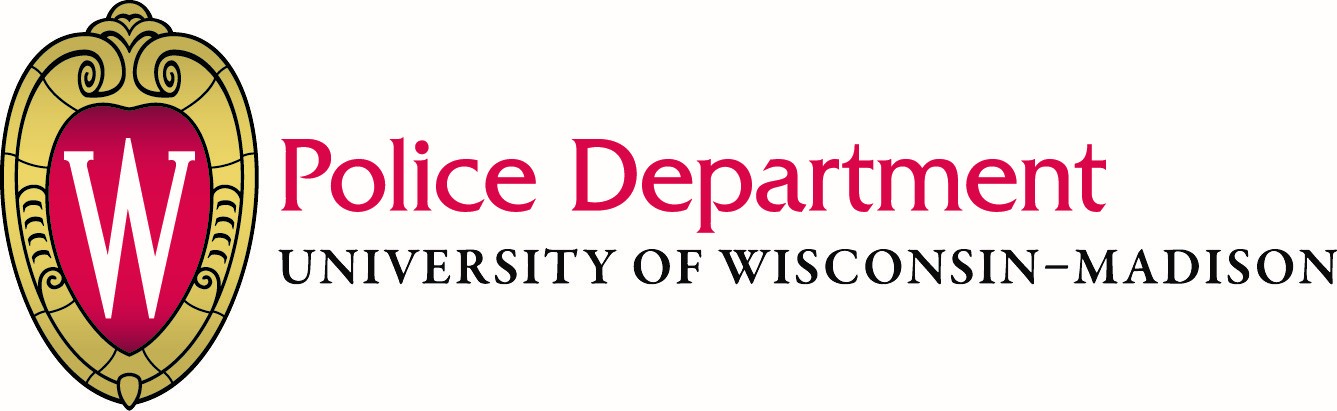 W
Police Department
UNIVERSITY OF WISCONSIN–MADISON